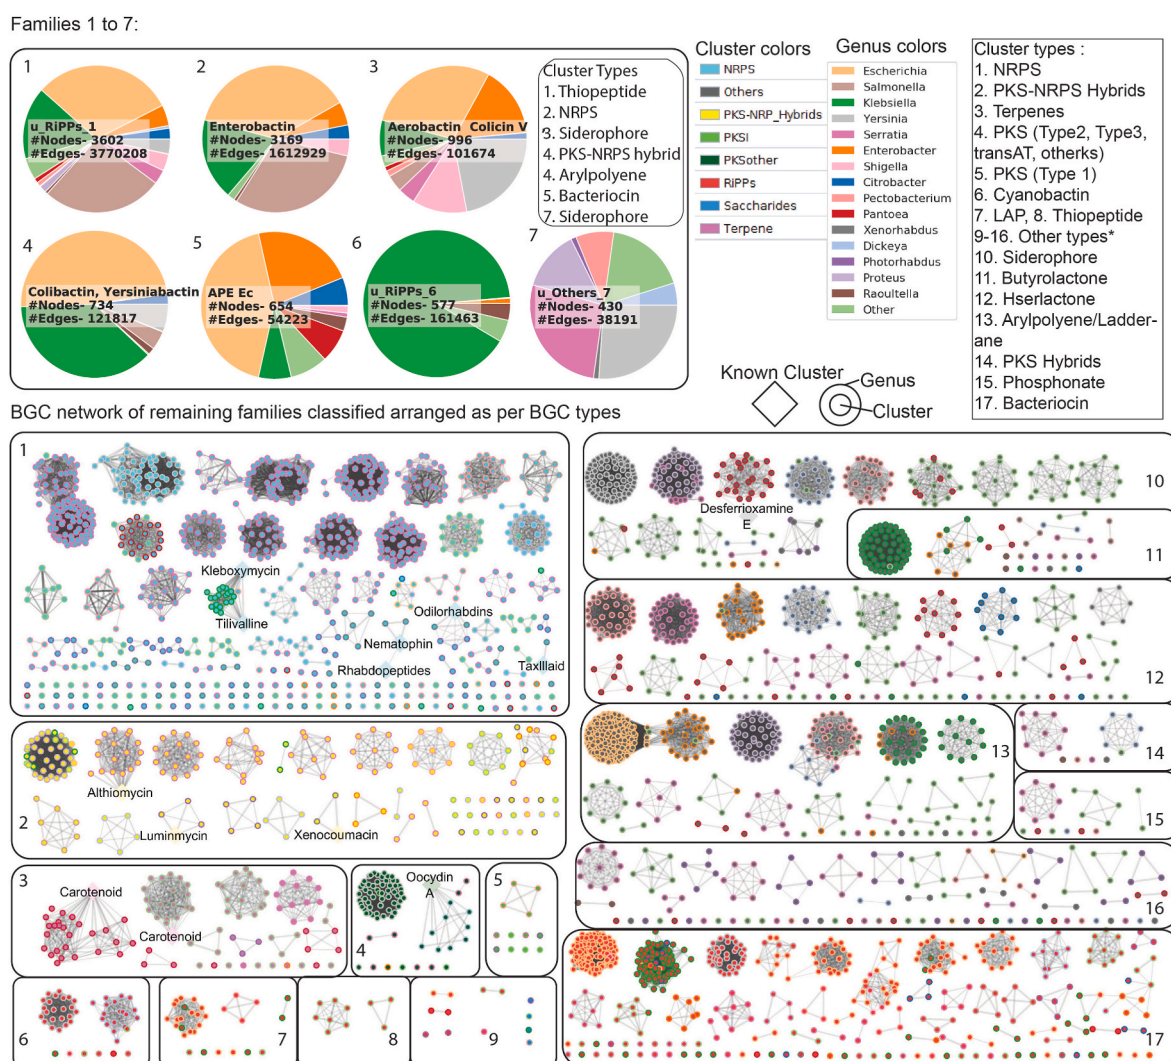 Families 1 to 7:
1
u_RiPPs_1
#Nodes- 3602
#Edges- 3770208
2
Enterobactin
#Nodes- 3169
#Edges- 1612929
3
Aerobactin Colicin V
#Nodes- 996
#Edges- 101674
4
Colibactin, Yersiniabactin
#Nodes- 734
#Edges- 121817
5
APE Ec
#Nodes- 654
#Edges- 54223
6
u_RiPPs_6
#Nodes- 577
#Edges- 161463
7
u_Others_7
#Nodes- 430
#Edges- 38191
Cluster Types
1. Thiopeptide
2. NRPS
3. Siderophore
4. PKS-NRPS hybrid
4. Arylpolyene
5. Bacteriocin
7. Siderophore
Cluster colors
NRPS
Others
PKS-NRP_Hybrids
PKSI
PKSother
RiPPs
Saccharides
Terpene
Genus colors
Escherichia
Salmonella
Klebsiella
Yersinia
Serratia
Enterobacter
Shigella
Citrobacter
Pectobacterium
Pantoea
Xenorhabdus
Dickeya
Photorhabdus
Proteus
Raoultella
Other
Cluster types :
1. NRPS
2. PKS-NRPS Hybrids
3. Terpenes
4. PKS (Type2, Type3,
transAT, otherks)
5. PKS (Type 1)
6. Cyanobactin
7. LAP, 8. Thiopeptide
9-16. Other types*
10. Siderophore
11. Butyrolactone
12. Hserlactone
13. Arylpolyene/Ladder-
ane
14. PKS Hybrids
15. Phosphonate
17. Bacteriocin
Known Cluster
Genus
Cluster
BGC network of remaining families classified arranged as per BGC types
1
Kleboxymycin
Tilivalline
Odilorhabdins
Nematophin
Rhabdopeptides
TaxIllaid
2
Althiomycin
Luminmycin
Xenocoumacin
3
Carotenoid
Carotenoid
4
Oocydin
A
5
6
7
8
9
Desferrioxamine
E
10
11
12
13
14
15
16
17